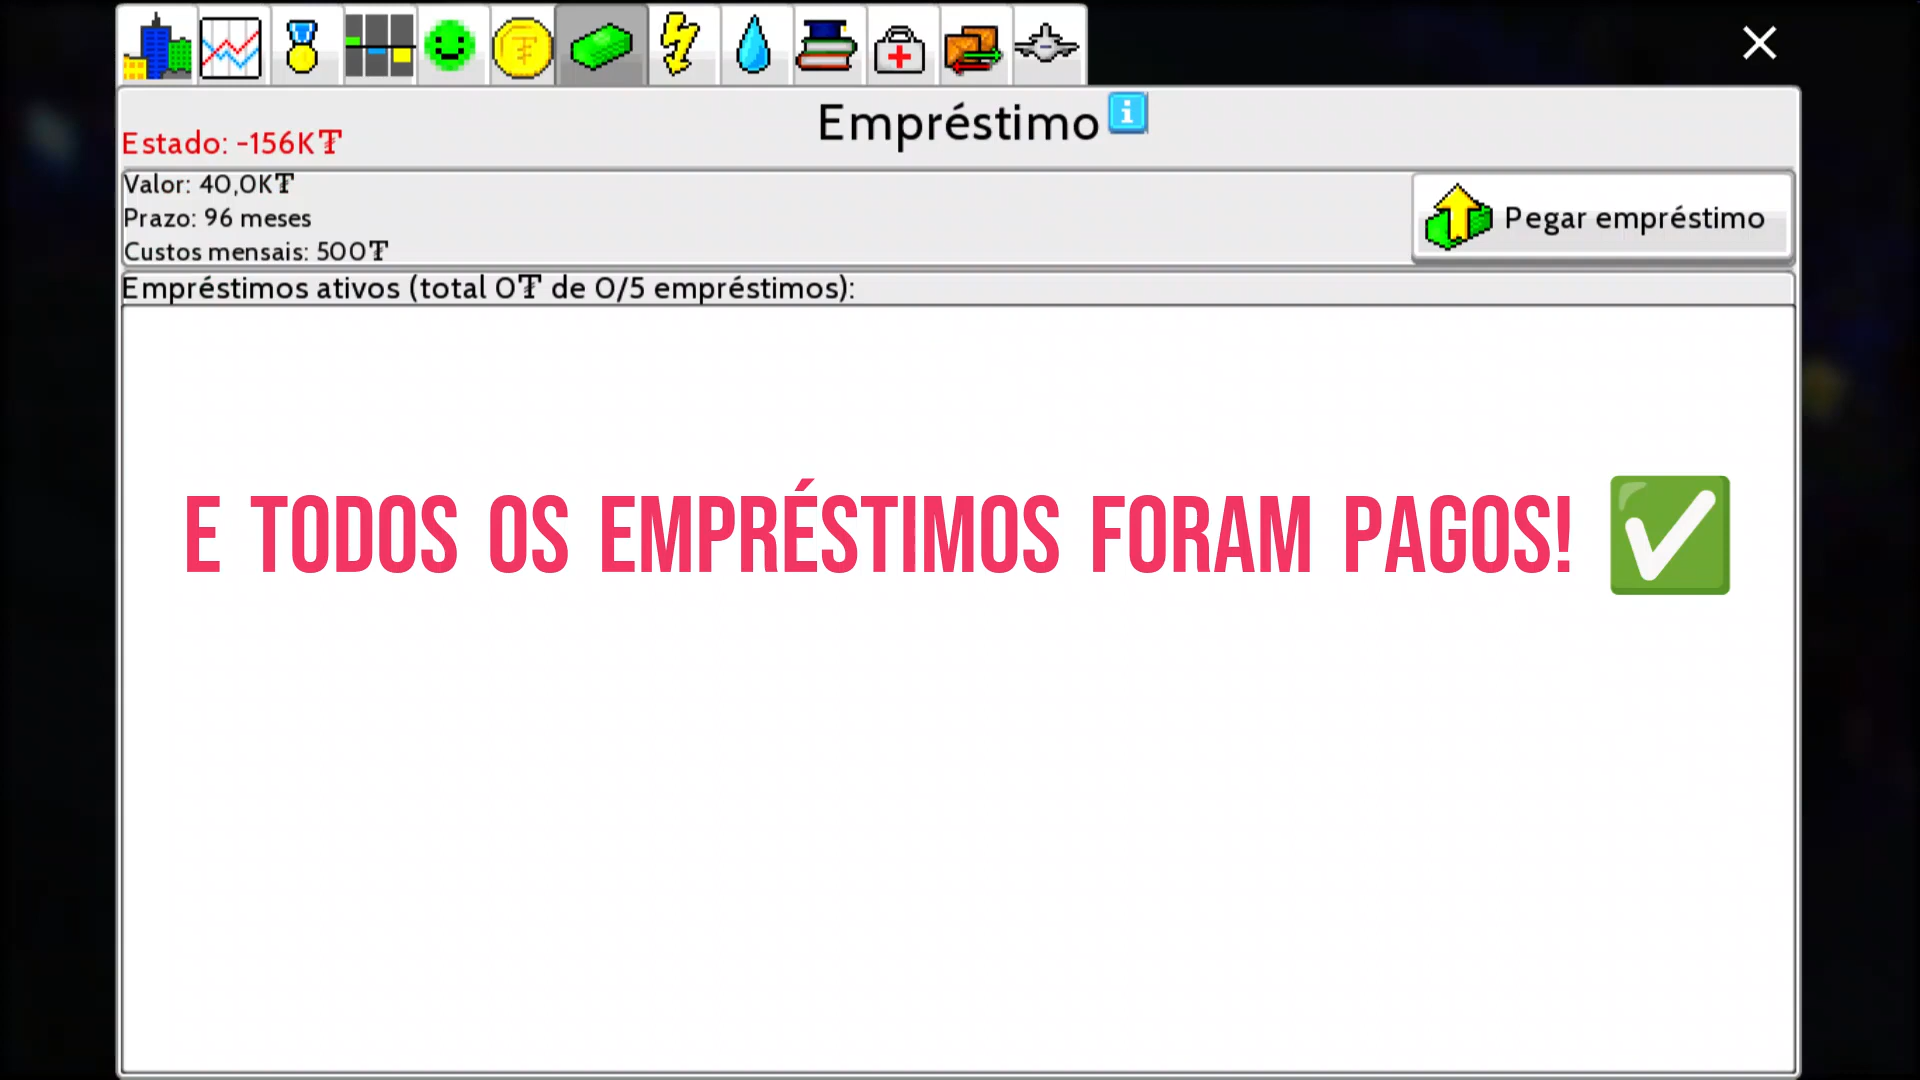 Empréstimo
Estado: -156K₮
Valor: 40,0K₮
Prazo: 96 meses
Custos mensais: 500₮
Pegar empréstimo
Empréstimos ativos (total 0₮ de 0/5 empréstimos):
E TODOS OS EMPRÉSTIMOS FORAM PAGOS! ✅